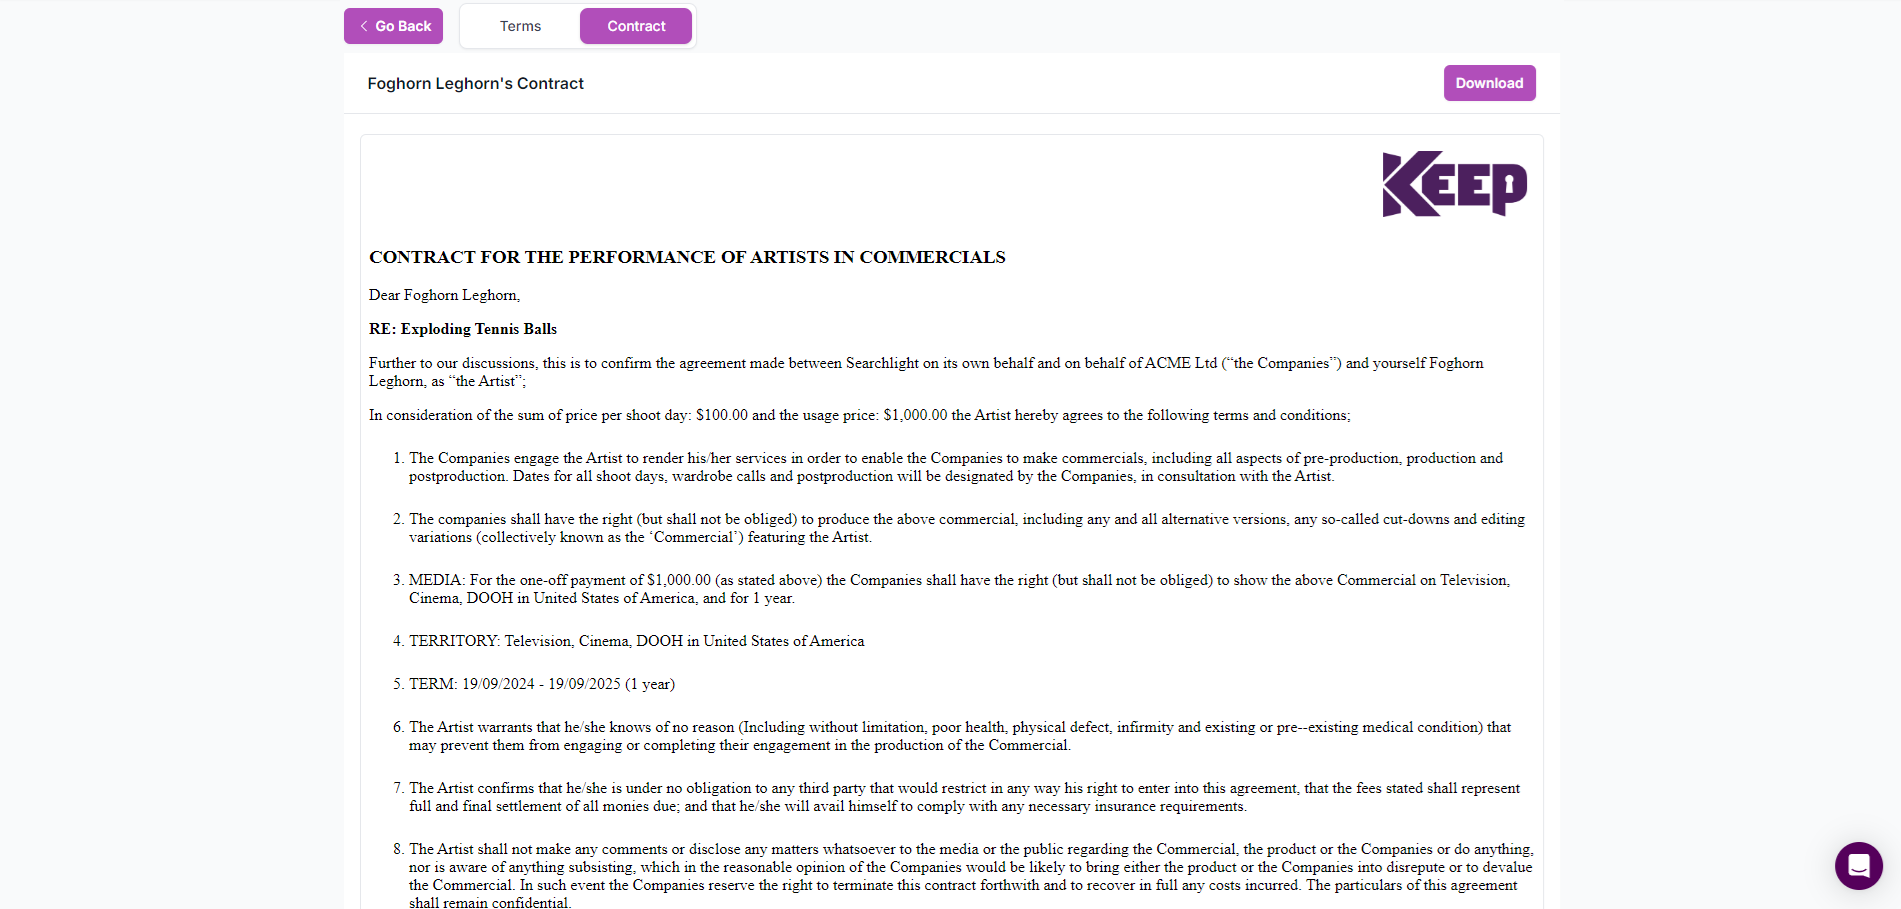 Go Back
Terms
Contract
Foghorn Leghorn's Contract
Download
KEEP
CONTRACT FOR THE PERFORMANCE OF ARTISTS IN COMMERCIALS
Dear Foghorn Leghorn,
RE: Exploding Tennis Balls
Further to our discussions, this is to confirm the agreement made between Searchlight on its own behalf and on behalf of ACME Ltd (“the Companies”) and yourself Foghorn
Leghorn, as “the Artist”;
In consideration of the sum of price per shoot day: $100.00 and the usage price: $1,000.00 the Artist hereby agrees to the following terms and conditions;
1. The Companies engage the Artist to render his/her services in order to enable the Companies to make commercials, including all aspects of pre-production, production and
postproduction. Dates for all shoot days, wardrobe calls and postproduction will be designated by the Companies, in consultation with the Artist.
2. The companies shall have the right (but shall not be obliged) to produce the above commercial, including any and all alternative versions, any so-called cut-downs and editing
variations (collectively known as the ‘Commercial’) featuring the Artist.
3. MEDIA: For the one-off payment of $1,000.00 (as stated above) the Companies shall have the right (but shall not be obliged) to show the above Commercial on Television,
Cinema, DOOH in United States of America, and for 1 year.
4. TERRITORY: Television, Cinema, DOOH in United States of America
5. TERM: 19/09/2024 - 19/09/2025 (1 year)
6. The Artist warrants that he/she knows of no reason (Including without limitation, poor health, physical defect, infirmity and existing or pre--existing medical condition) that
may prevent them from engaging or completing their engagement in the production of the Commercial.
7. The Artist confirms that he/she is under no obligation to any third party that would restrict in any way his right to enter into this agreement, that the fees stated shall represent
full and final settlement of all monies due; and that he/she will avail himself to comply with any necessary insurance requirements.
8. The Artist shall not make any comments or disclose any matters whatsoever to the media or the public regarding the Commercial, the product or the Companies or do anything,
nor is aware of anything subsisting, which in the reasonable opinion of the Companies would be likely to bring either the product or the Companies into disrepute or to devalue
the Commercial. In such event the Companies reserve the right to terminate this contract forthwith and to recover in full any costs incurred. The particulars of this agreement
shall remain confidential.